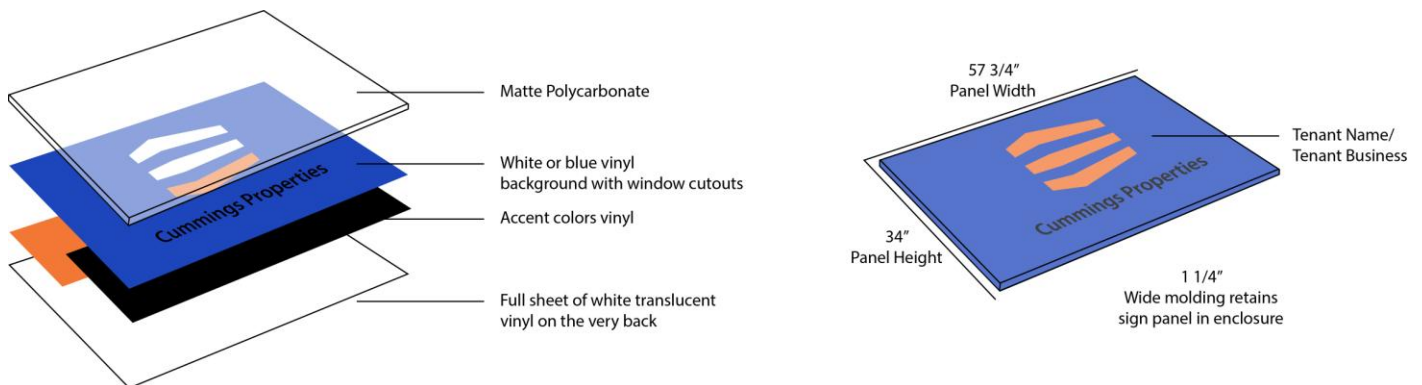 Matte Polycarbonate
White or blue vinyl
background with window cutouts
Cummings Properties
Accent colors vinyl
Full sheet of white translucent
vinyl on the very back
57 3/4”
Panel Width
Tenant Name/
Tenant Business
Cummings Properties
34”
Panel Height
1 1/4”
Wide molding retains
sign panel in enclosure